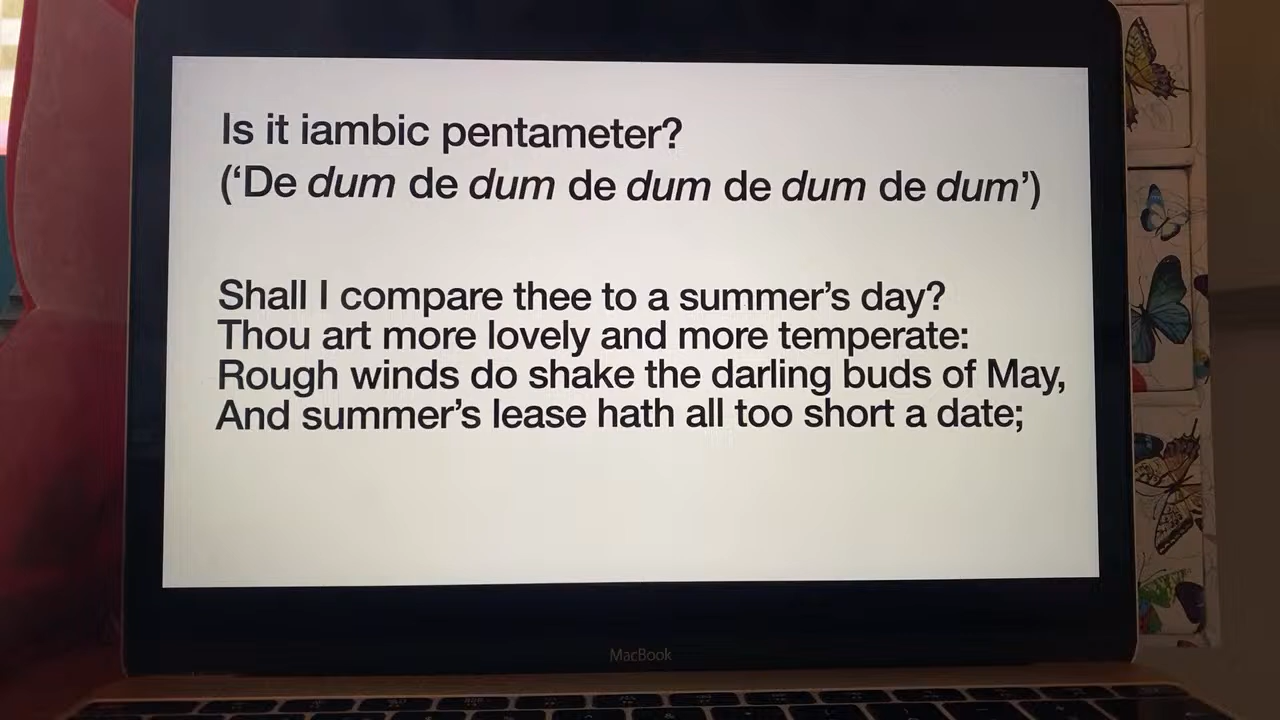 Is it iambic pentameter?
(‘De dum de dum de dum de dum de dum’)
Shall I compare thee to a summer’s day?
Thou art more lovely and more temperate:
Rough winds do shake the darling buds of May,
And summer’s lease hath all too short a date;
MacBook